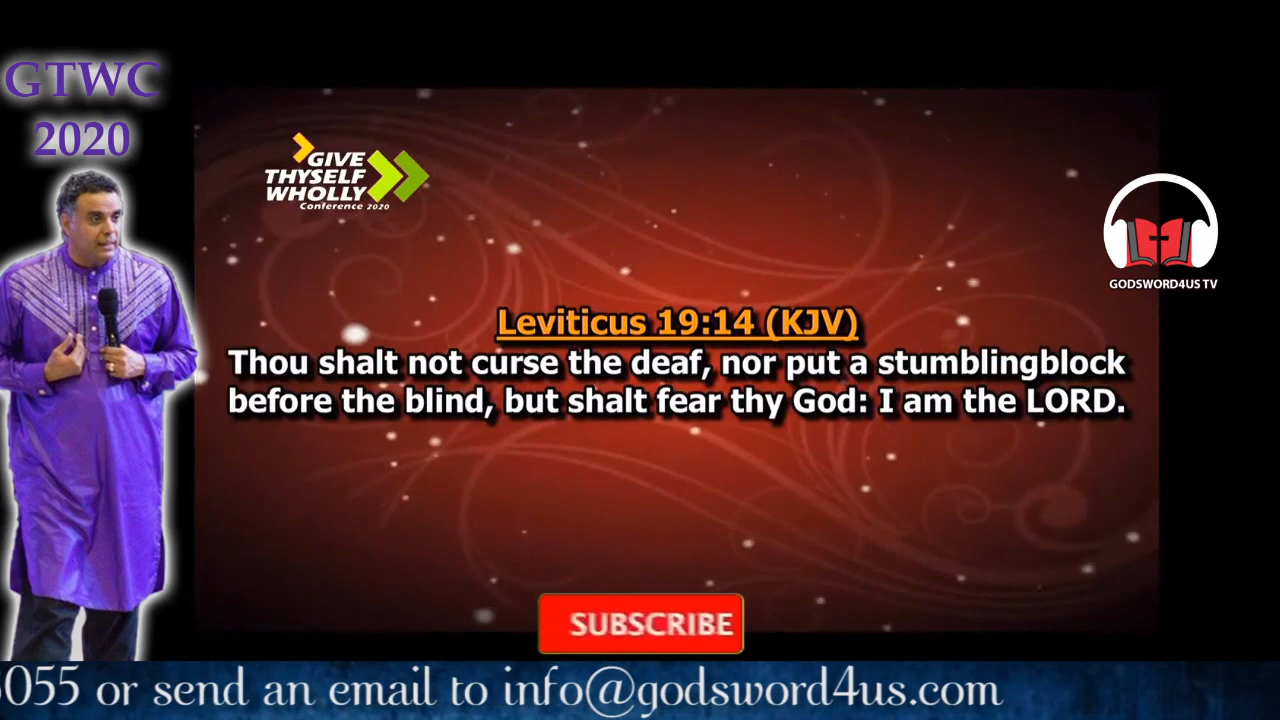 GTWC
2020
GIVE
THYSELF
WHOLLY
Conference 2020
GODSWORD4US TV
Leviticus 19:14 (KJV)
Thou shalt not curse the deaf, nor put a stumblingblock
before the blind, but shalt fear thy God: I am the LORD.
SUBSCRIBE
055 or send an email to info@godsword4us.com